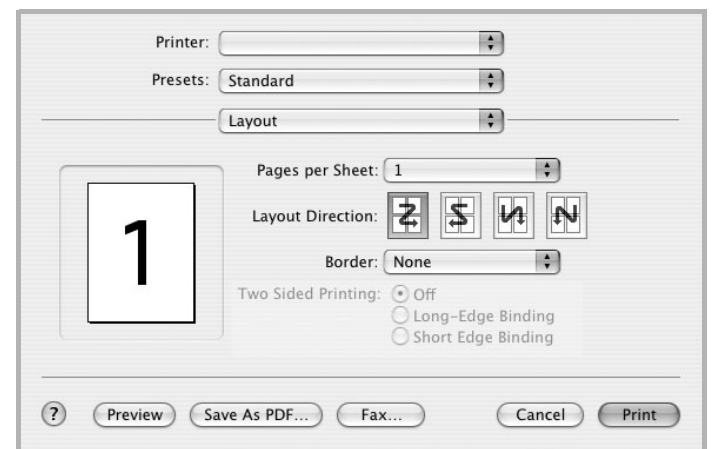 Printer:
Presets: Standard
Layout
Pages per Sheet: 1
1
Layout Direction:
Border: None
Two Sided Printing: Off
Long-Edge Binding
Short Edge Binding
? Preview Save As PDF... Fax... Cancel Print